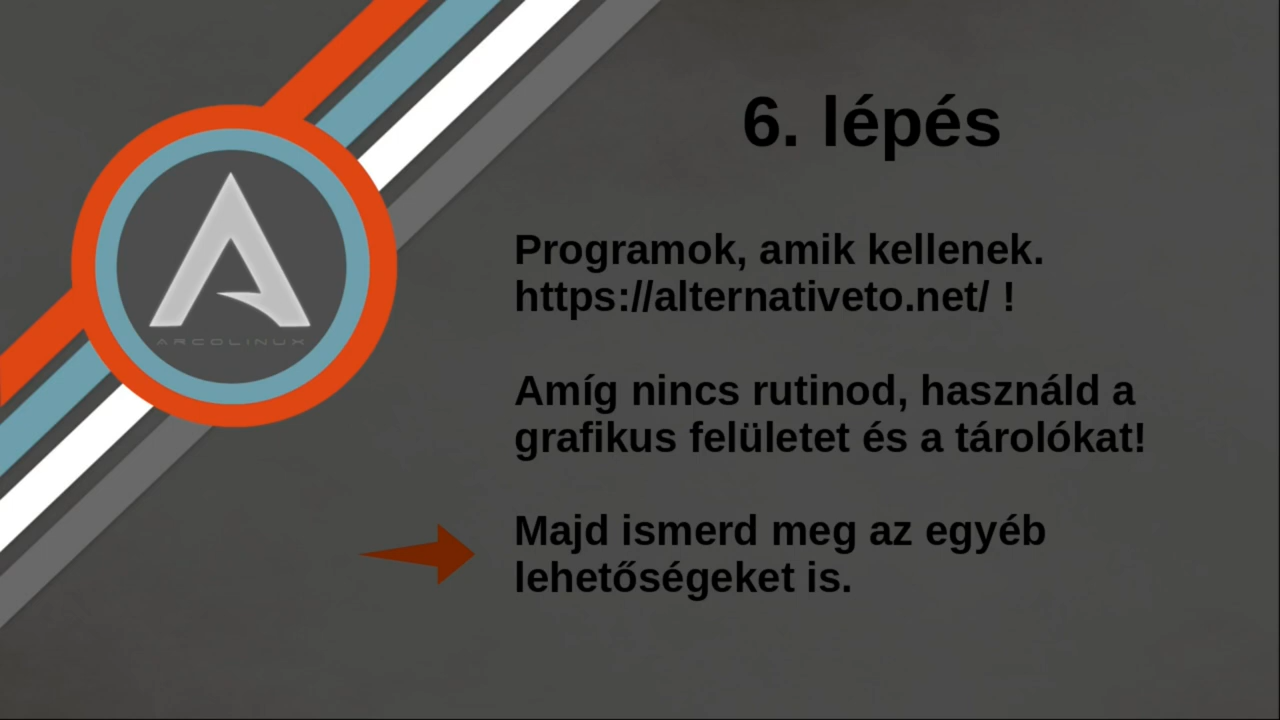 6. lépés
ARCOLINUX
Programok, amik kellenek.
https://alternativeto.net/ !
Amíg nincs rutinod, használd a
grafikus felületet és a tárolókat!
Majd ismerd meg az egyéb
lehetőségeket is.